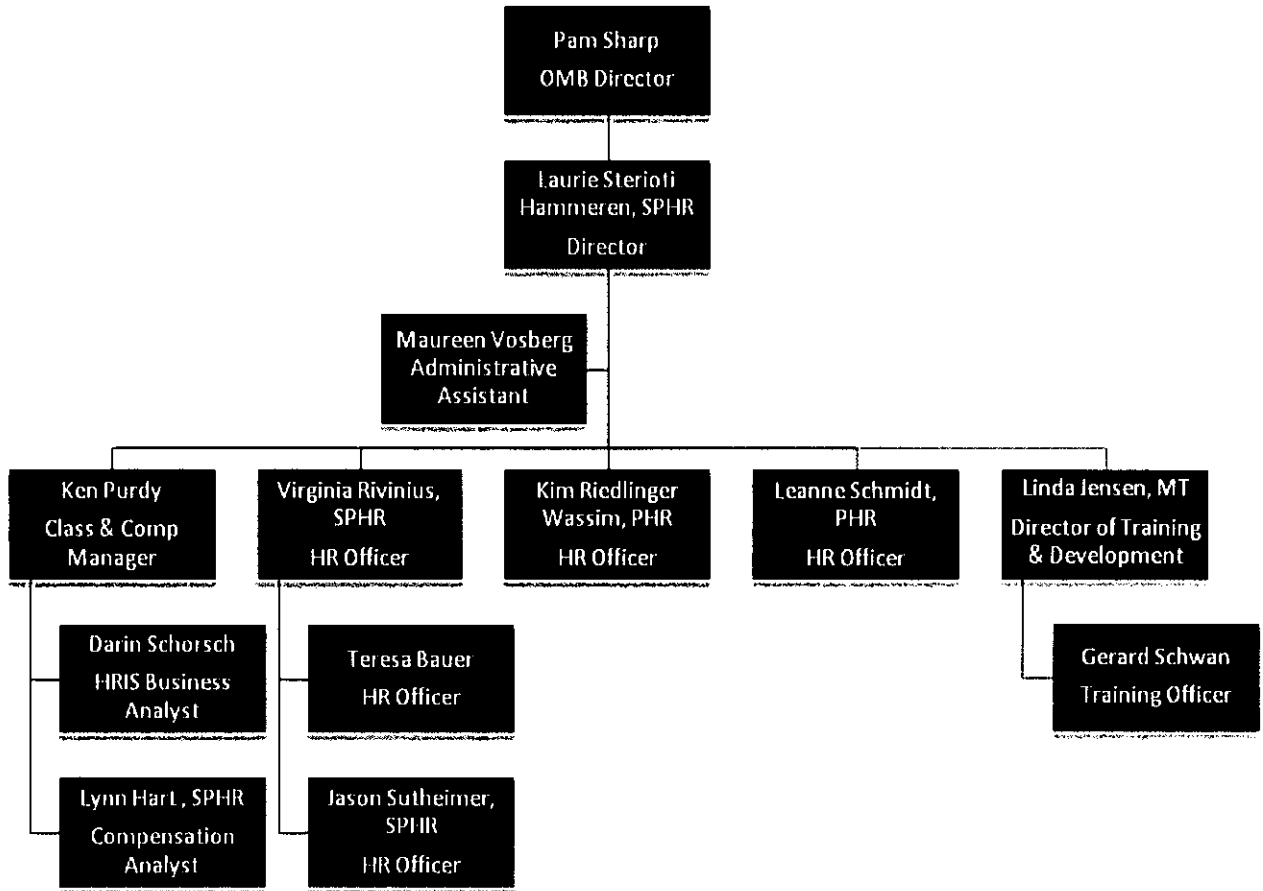 Pam Sharp
OMB Director
Laurie Sterioti
Hammeren, SPHR
Director
Maureen Vosberg
Administrative
Assistant
Ken Purdy
Class & Comp
Manager
Virginia Rivinius,
SPHR
HR Officer
Kim Riedlinger
Wassim, PHR
HR Officer
Leanne Schmidt,
PHR
HR Officer
Linda Jensen, MT
Director of Training
& Development
Darin Schorsch
HRIS Business
Analyst
Teresa Bauer
HR Officer
Gerard Schwan
Training Officer
Lynn Hart, SPHR
Compensation
Analyst
Jason Sutheimer,
SPHR
HR Officer